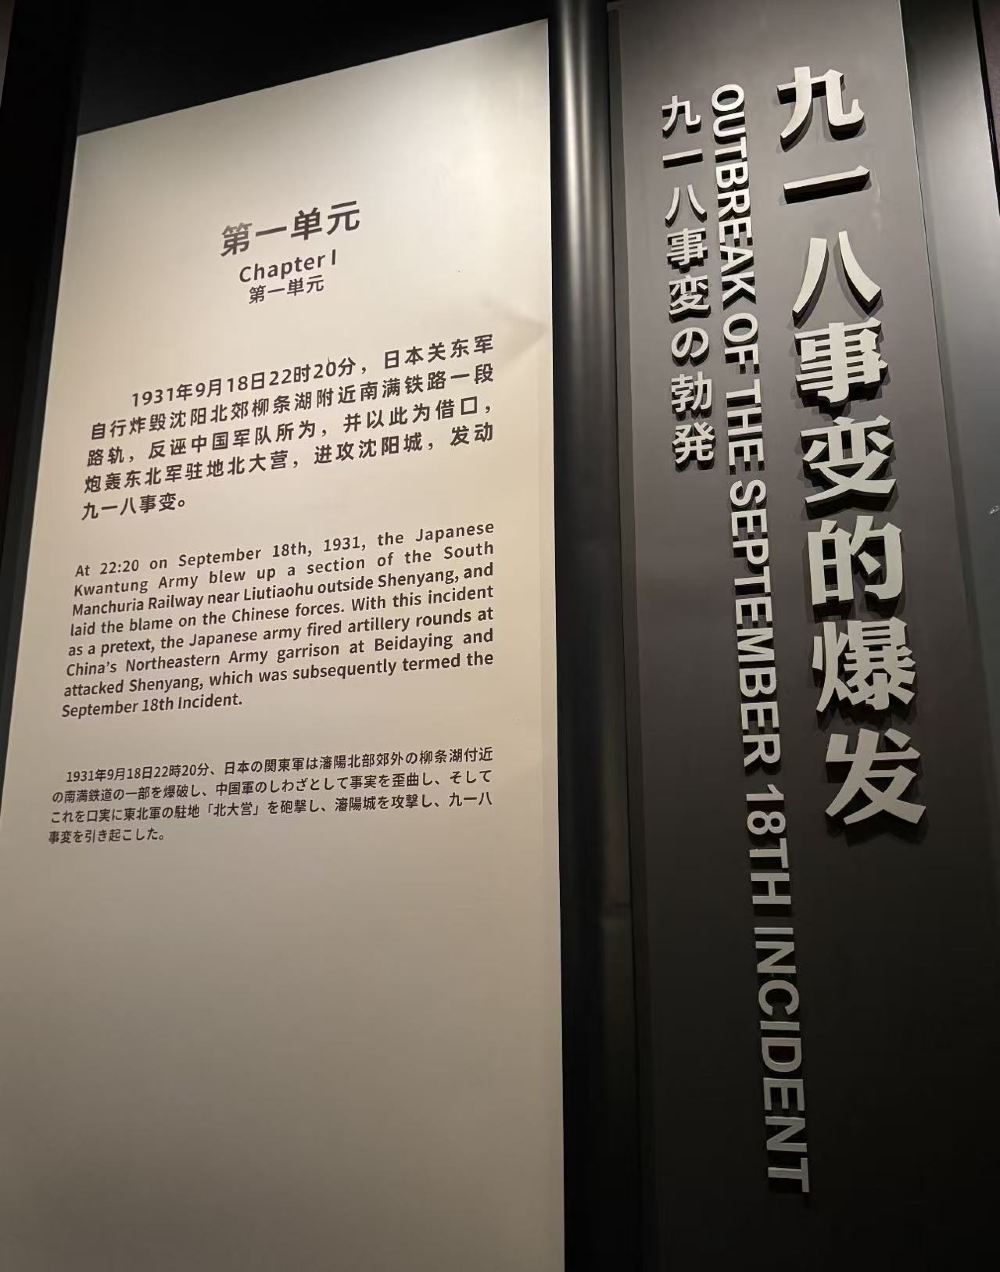 第一单元
Chapter I
第一单元
1931年9月18日22时20分，日本关东军
自行炸毁沈阳北郊柳条湖附近南满铁路一段
路轨，反诬中国军队所为，并以此为借口，
炮轰东北军驻地北大营，进攻沈阳城，发动
九一八事变。
At 22:20 on September 18th, 1931, the Japanese
Kwantung Army blew up a section of the South
Manchuria Railway near Liutiaohu outside Shenyang, and
laid the blame on the Chinese forces. With this incident
as a pretext, the Japanese army fired artillery rounds at
China's Northeastern Army garrison at Beidaying and
attacked Shenyang, which was subsequently termed the
September 18th Incident.
1931年9月18日22時20分、日本の関東軍は瀋陽北部郊外の柳条湖付近
の南満鉄道の一部を爆破し、中国軍のしわざとして事実を歪曲し、そして
これを口実に東北軍の駐地「北大営」を砲撃し、瀋陽城を攻撃し、九一八
事変を引き起こした。
九一八事变的爆发
OUTBREAK OF THE SEPTEMBER 18TH INCIDENT
九一八事変の勃発